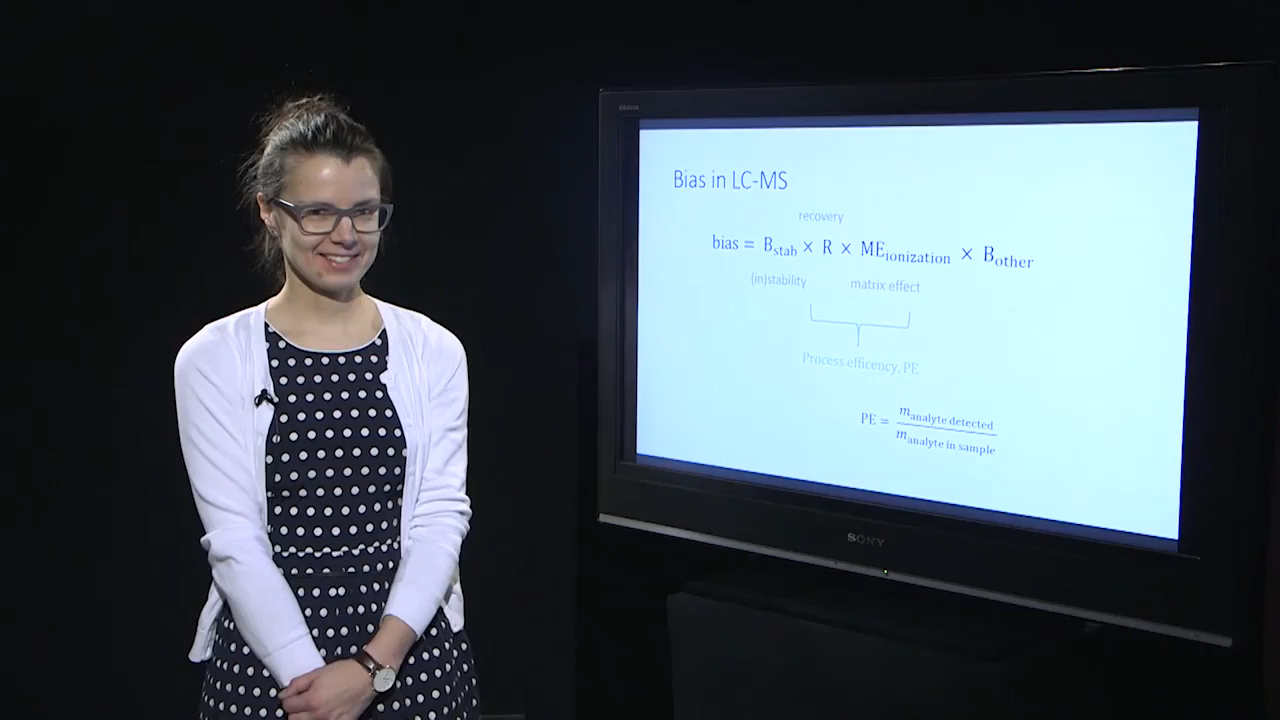 BRAVIA
Bias in LC-MS
recovery
bias = B_stab × R × ME_ionization × B_other
(in)stability matrix effect
Process efficency, PE
PE = m_analyte detected / m_analyte in sample
SONY